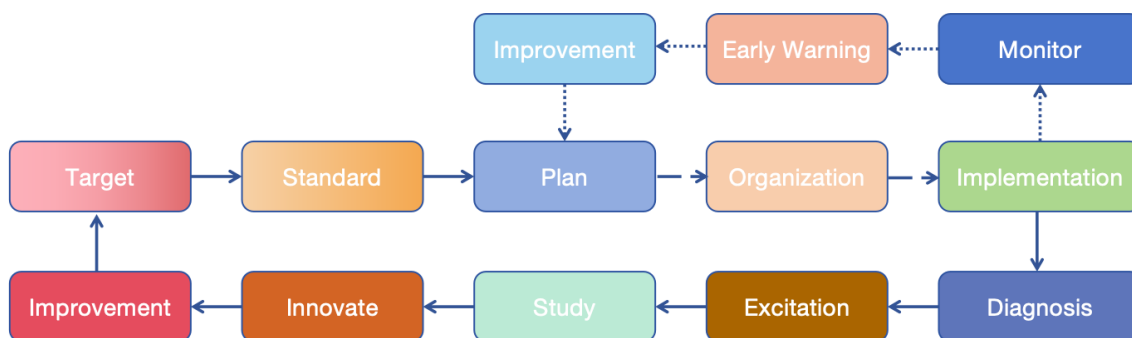 Improvement
Early Warning
Monitor
Target
Standard
Plan
Organization
Implementation
Improvement
Innovate
Study
Excitation
Diagnosis